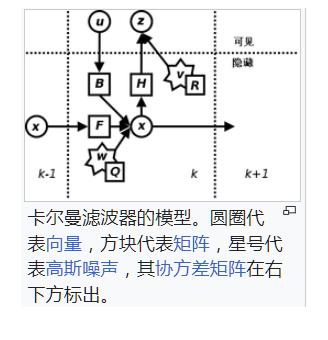 u z
可见
隐藏
B H v R
x F x
w Q
k-1 k k+1
卡尔曼滤波器的模型。圆圈代
表向量，方块代表矩阵，星号代
表高斯噪声，其协方差矩阵在右
下方标出。